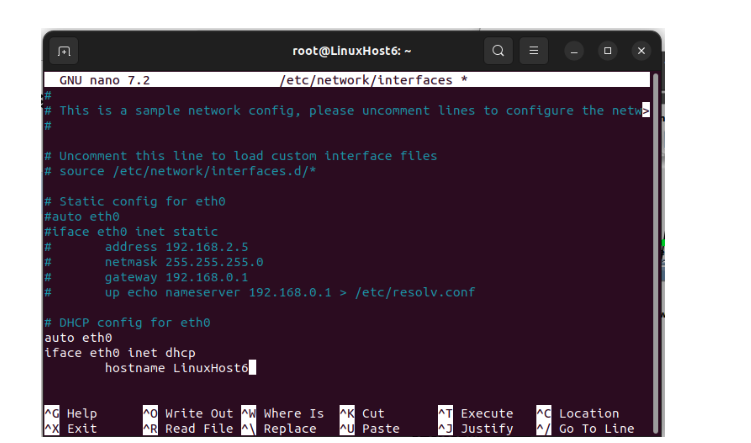 root@LinuxHost6: ~
GNU nano 7.2 /etc/network/interfaces *
#
# This is a sample network config, please uncomment lines to configure the netw>
#
# Uncomment this line to load custom interface files
# source /etc/network/interfaces.d/*
# Static config for eth0
#auto eth0
#iface eth0 inet static
# address 192.168.2.5
# netmask 255.255.255.0
# gateway 192.168.0.1
# up echo nameserver 192.168.0.1 > /etc/resolv.conf
# DHCP config for eth0
auto eth0
iface eth0 inet dhcp
hostname LinuxHost6
^G Help ^O Write Out ^W Where Is ^K Cut ^T Execute ^C Location
^X Exit ^R Read File ^\ Replace ^U Paste ^J Justify ^/ Go To Line